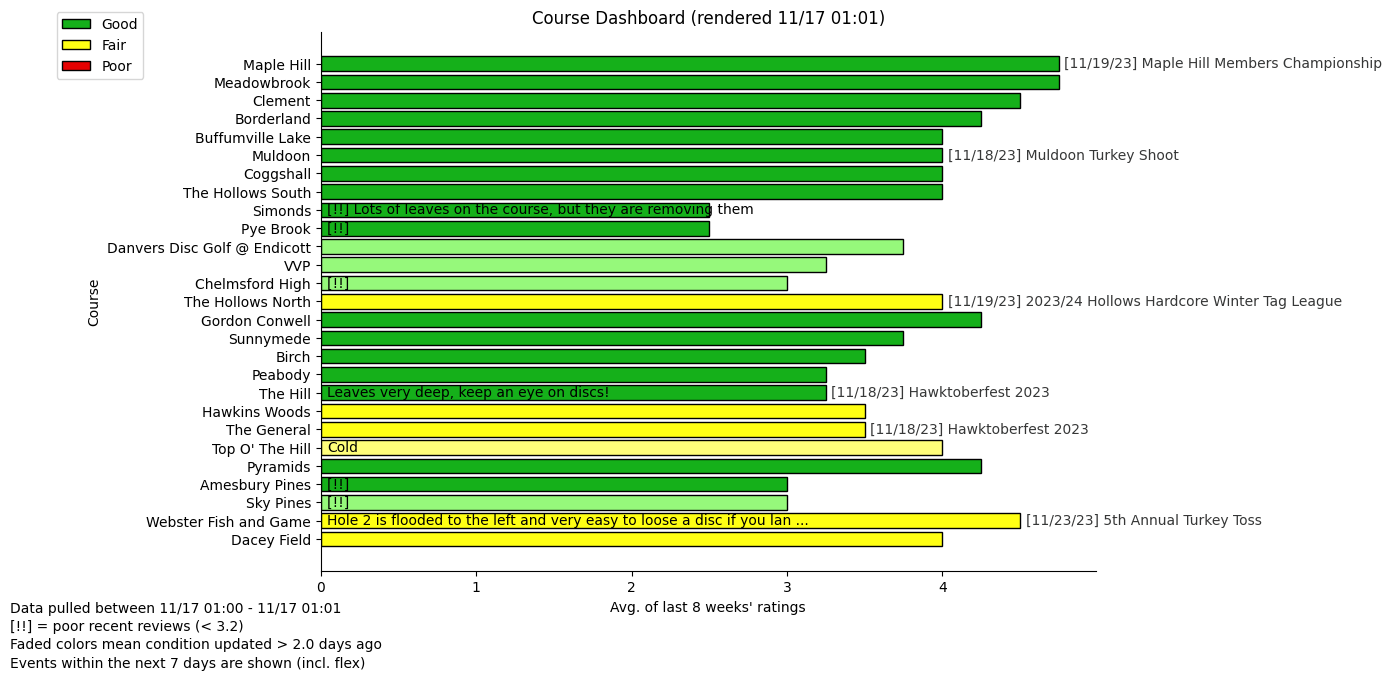 Course Dashboard (rendered 11/17 01:01)
Good
Fair
Poor
Maple Hill [11/19/23] Maple Hill Members Championship
Meadowbrook
Clement
Borderland
Buffumville Lake
Muldoon [11/18/23] Muldoon Turkey Shoot
Coggshall
The Hollows South
Simonds [!!] Lots of leaves on the course, but they are removing them
Pye Brook [!!]
Danvers Disc Golf @ Endicott
VVP
Chelmsford High [!!]
The Hollows North [11/19/23] 2023/24 Hollows Hardcore Winter Tag League
Gordon Conwell
Sunnymede
Birch
Peabody
The Hill Leaves very deep, keep an eye on discs! [11/18/23] Hawktoberfest 2023
Hawkins Woods
The General [11/18/23] Hawktoberfest 2023
Top O' The Hill Cold
Pyramids
Amesbury Pines [!!]
Sky Pines [!!]
Webster Fish and Game Hole 2 is flooded to the left and very easy to loose a disc if you lan ... [11/23/23] 5th Annual Turkey Toss
Dacey Field
Course
0 1 2 3 4
Avg. of last 8 weeks' ratings
Data pulled between 11/17 01:00 - 11/17 01:01
[!!] = poor recent reviews (< 3.2)
Faded colors mean condition updated > 2.0 days ago
Events within the next 7 days are shown (incl. flex)